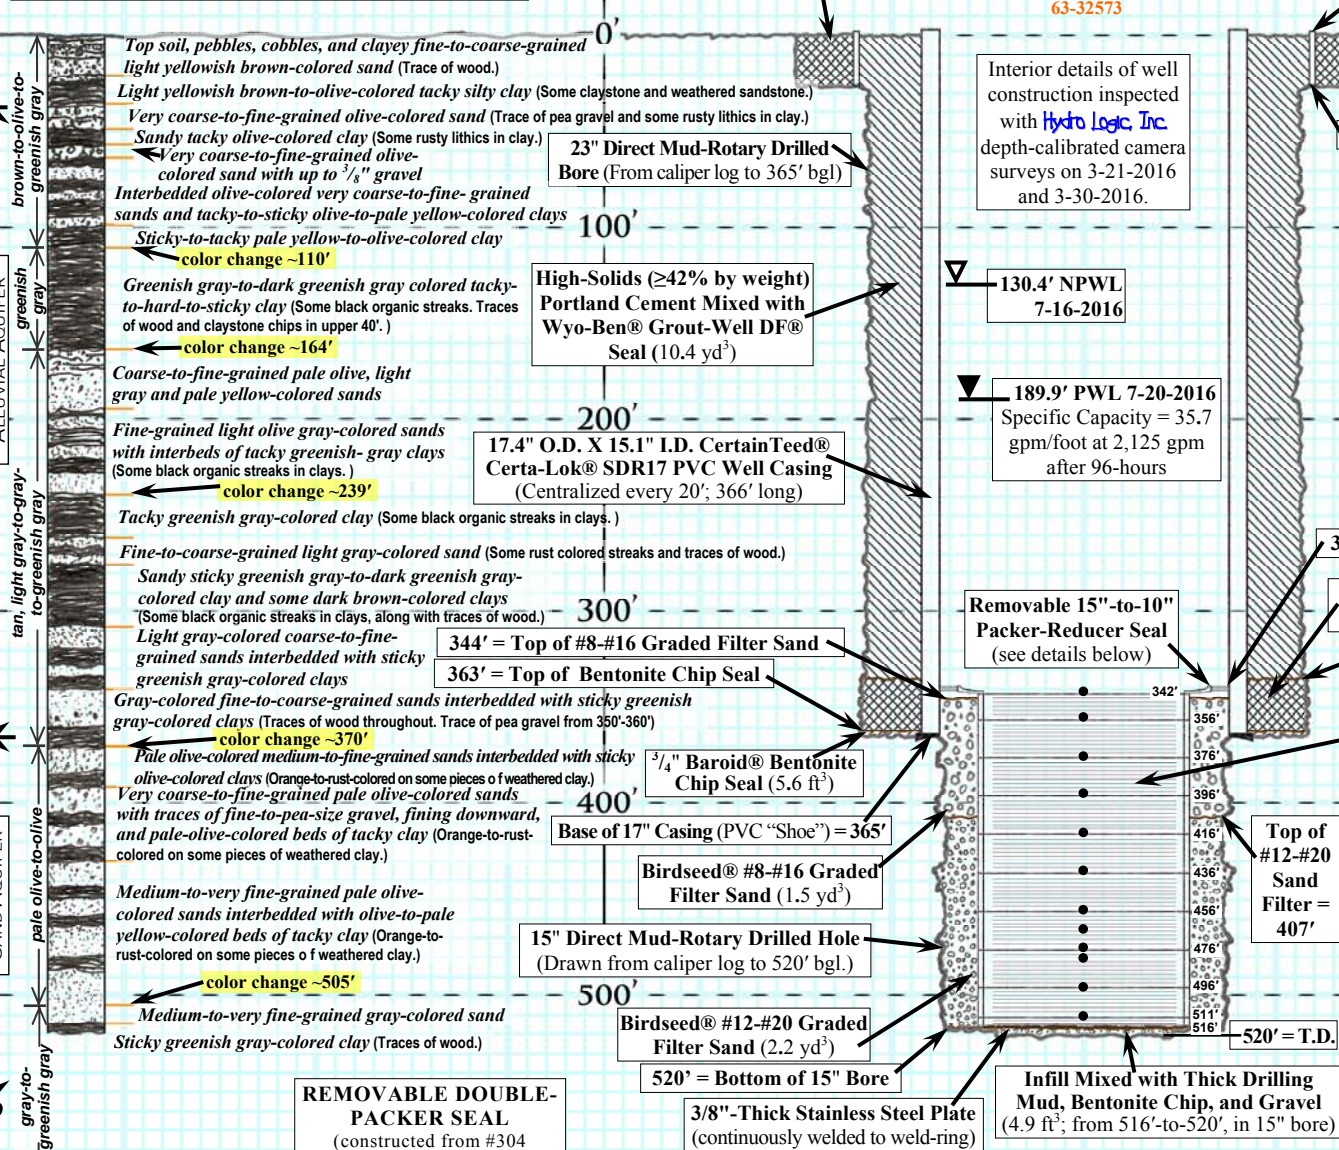 63-32573
0'
Top soil, pebbles, cobbles, and clayey fine-to-coarse-grained
light yellowish brown-colored sand (Trace of wood.)
Light yellowish brown-to-olive-colored tacky silty clay (Some claystone and weathered sandstone.)
Very coarse-to-fine-grained olive-colored sand (Trace of pea gravel and some rusty lithics in clay.)
Sandy tacky olive-colored clay (Some rusty lithics in clay.)
Very coarse-to-fine-grained olive-
colored sand with up to 3/8" gravel
Interbedded olive-colored very coarse-to-fine- grained
sands and tacky-to-sticky olive-to-pale yellow-colored clays
100'
Sticky-to-tacky pale yellow-to-olive-colored clay
color change ~110'
Greenish gray-to-dark greenish gray colored tacky-
to-hard-to-sticky clay (Some black organic streaks. Traces
of wood and claystone chips in upper 40'. )
color change ~164'
Coarse-to-fine-grained pale olive, light
gray and pale yellow-colored sands
200'
Fine-grained light olive gray-colored sands
with interbeds of tacky greenish- gray clays
(Some black organic streaks in clays. )
color change ~239'
Tacky greenish gray-colored clay (Some black organic streaks in clays. )
Fine-to-coarse-grained light gray-colored sand (Some rust colored streaks and traces of wood.)
Sandy sticky greenish gray-to-dark greenish gray-
colored clay and some dark brown-colored clays
(Some black organic streaks in clays, along with traces of wood.)
300'
Light gray-colored coarse-to-fine-
grained sands interbedded with sticky
greenish gray-colored clays
Gray-colored fine-to-coarse-grained sands interbedded with sticky greenish
gray-colored clays (Traces of wood throughout. Trace of pea gravel from 350'-360')
color change ~370'
Pale olive-colored medium-to-fine-grained sands interbedded with sticky
olive-colored clays (Orange-to-rust-colored on some pieces o f weathered clay.)
Very coarse-to-fine-grained pale olive-colored sands
with traces of fine-to-pea-size gravel, fining downward,
and pale-olive-colored beds of tacky clay (Orange-to-rust-
colored on some pieces of weathered clay.)
400'
Medium-to-very fine-grained pale olive-
colored sands interbedded with olive-to-pale
yellow-colored beds of tacky clay (Orange-to-
rust-colored on some pieces o f weathered clay.)
color change ~505'
500'
Medium-to-very fine-grained gray-colored sand
Sticky greenish gray-colored clay (Traces of wood.)
brown-to-olive-to-
greenish gray
greenish
gray
tan, light gray-to-gray-
to-greenish gray
pale olive-to-olive
gray-to-
greenish gray
ALLUVIAL AQUIFER
23" Direct Mud-Rotary Drilled
Bore (From caliper log to 365' bgl)
High-Solids (≥42% by weight)
Portland Cement Mixed with
Wyo-Ben® Grout-Well DF®
Seal (10.4 yd3)
17.4" O.D. X 15.1" I.D. CertainTeed®
Certa-Lok® SDR17 PVC Well Casing
(Centralized every 20'; 366' long)
344' = Top of #8-#16 Graded Filter Sand
363' = Top of Bentonite Chip Seal
3/4" Baroid® Bentonite
Chip Seal (5.6 ft3)
Base of 17" Casing (PVC “Shoe”) = 365'
Birdseed® #8-#16 Graded
Filter Sand (1.5 yd3)
15" Direct Mud-Rotary Drilled Hole
(Drawn from caliper log to 520' bgl.)
Birdseed® #12-#20 Graded
Filter Sand (2.2 yd3)
520’ = Bottom of 15" Bore
3/8"-Thick Stainless Steel Plate
(continuously welded to weld-ring)
REMOVABLE DOUBLE-
PACKER SEAL
(constructed from #304
Interior details of well
construction inspected
with Hydro Logic, Inc.
depth-calibrated camera
surveys on 3-21-2016
and 3-30-2016.
130.4' NPWL
7-16-2016
189.9' PWL 7-20-2016
Specific Capacity = 35.7
gpm/foot at 2,125 gpm
after 96-hours
Removable 15"-to-10"
Packer-Reducer Seal
(see details below)
342'
356'
376'
396'
416'
436'
456'
476'
496'
511'
516'
3
Top of
#12-#20
Sand
Filter =
407'
520' = T.D.
Infill Mixed with Thick Drilling
Mud, Bentonite Chip, and Gravel
(4.9 ft3; from 516'-to-520', in 15" bore)